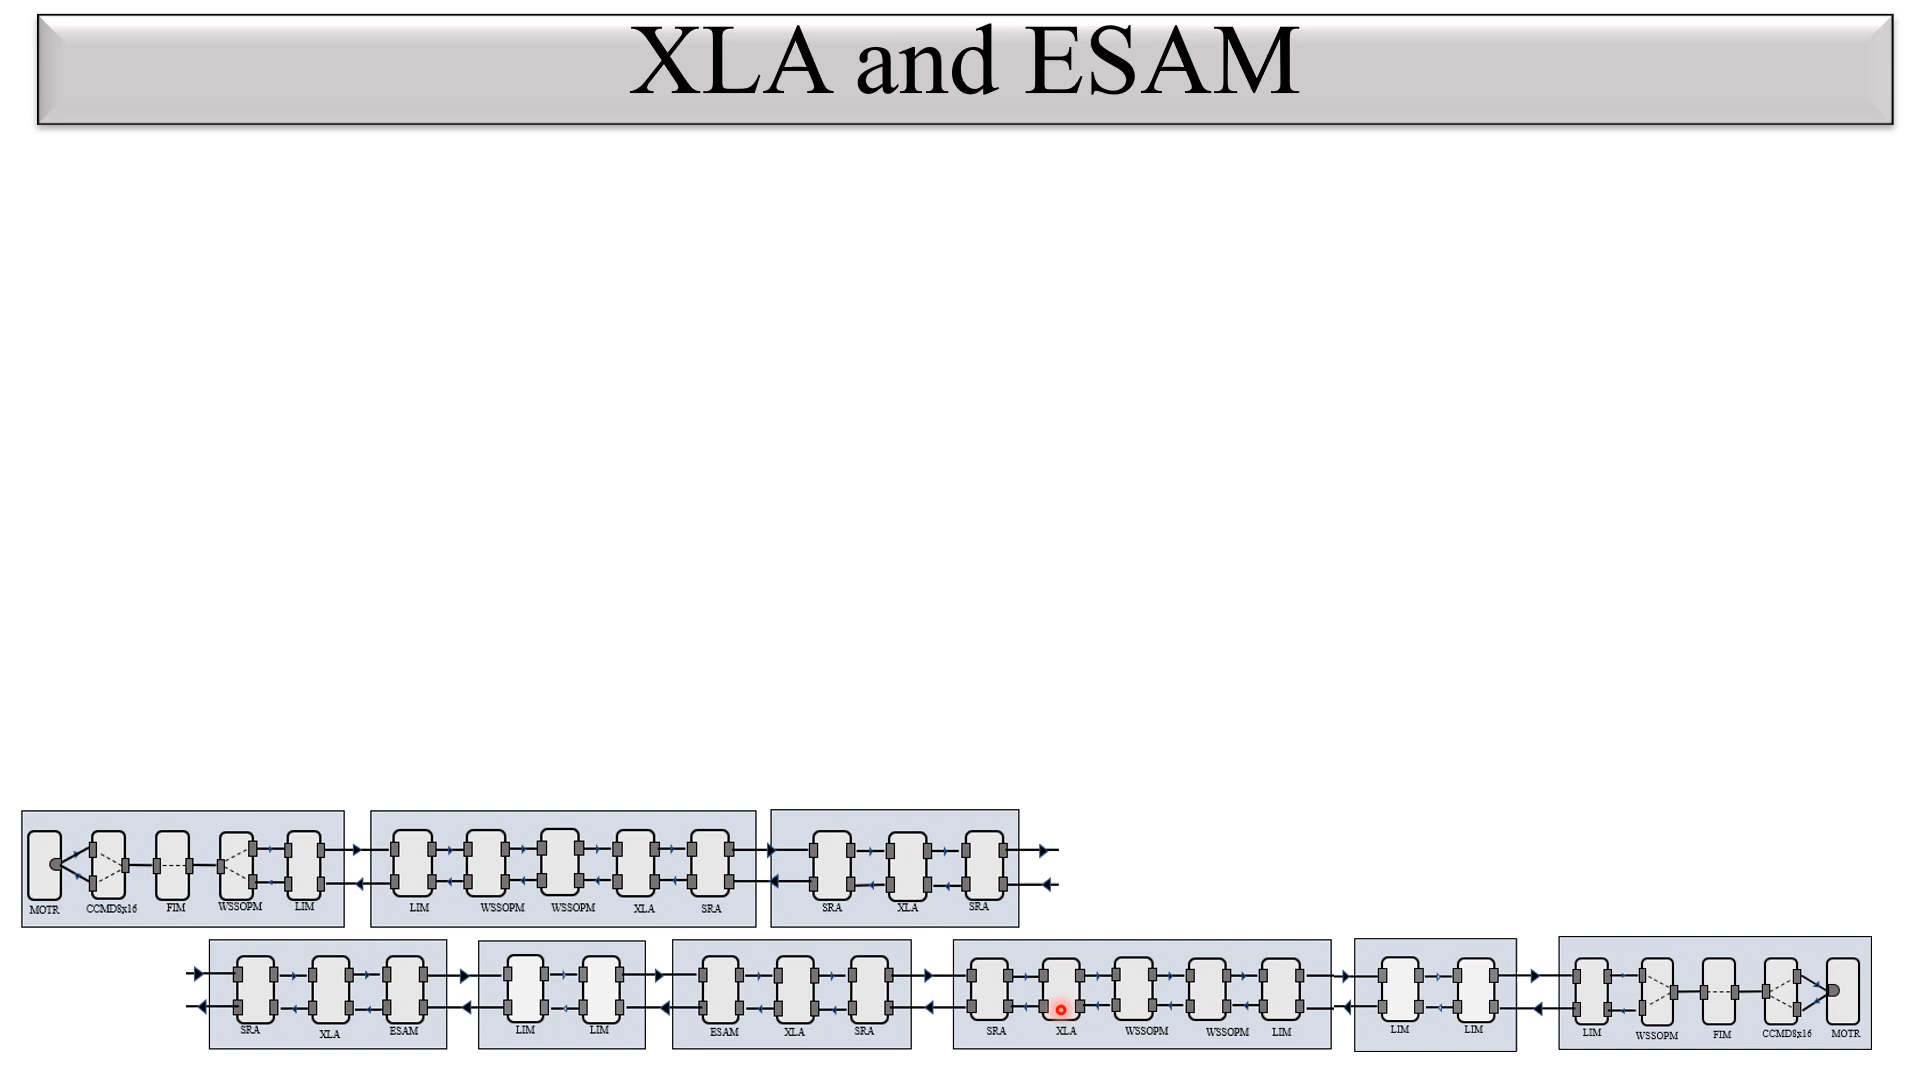 XLA and ESAM
MOTR CCMD8x16 FIM WSSOPM LIM LIM WSSOPM WSSOPM XLA SRA SRA XLA SRA
SRA XLA ESAM LIM LIM ESAM XLA SRA SRA XLA WSSOPM WSSOPM LIM LIM LIM LIM WSSOPM FIM CCMD8x16 MOTR